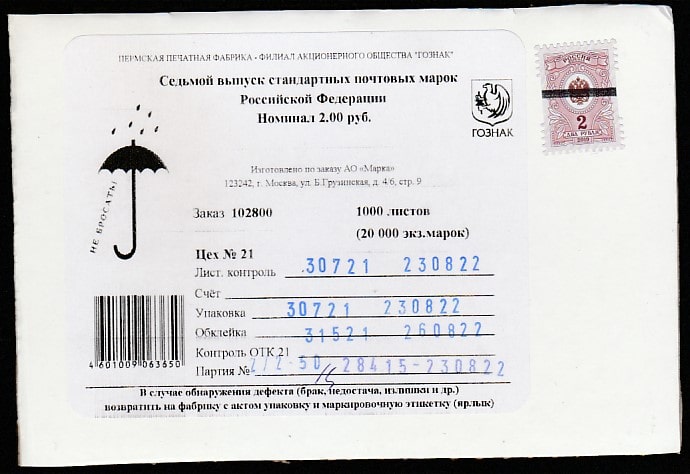 ПЕРМСКАЯ ПЕЧАТНАЯ ФАБРИКА - ФИЛИАЛ АКЦИОНЕРНОГО ОБЩЕСТВА "ГОЗНАК"
Седьмой выпуск стандартных почтовых марок
Российской Федерации
Номинал 2.00 руб.
ГОЗНАК
РОССИЯ
2
ДВА РУБЛЯ
2019
НЕ БРОСАТЬ!
Изготовлено по заказу АО «Марка»
123242, г. Москва, ул. Б.Грузинская, д. 4/6, стр. 9
Заказ 102800 1000 листов
(20 000 экз.марок)
Цех № 21
Лист. контроль 30721 230822
Счёт
Упаковка 30721 230822
Обклейка 31521 260822
Контроль ОТК 21
Партия № 2/2-50 28415-230822
4 601009 063650
В случае обнаружения дефекта (брак, недостача, излишки и др.)
возвратить на фабрику с актом упаковку и маркировочную этикетку (ярлык)